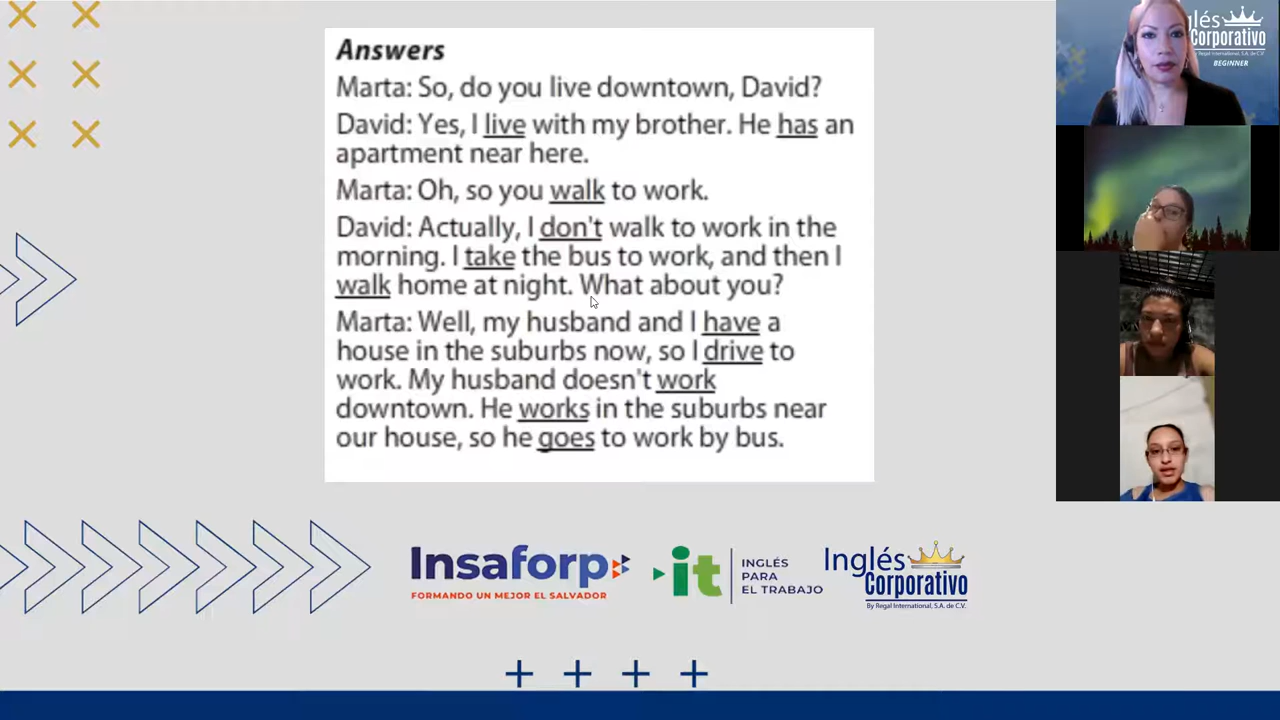 Answers
Marta: So, do you live downtown, David?
David: Yes, I live with my brother. He has an
apartment near here.
Marta: Oh, so you walk to work.
David: Actually, I don't walk to work in the
morning. I take the bus to work, and then I
walk home at night. What about you?
Marta: Well, my husband and I have a
house in the suburbs now, so I drive to
work. My husband doesn't work
downtown. He works in the suburbs near
our house, so he goes to work by bus.
Insaforp
FORMANDO UN MEJOR EL SALVADOR
it
INGLÉS
PARA
EL TRABAJO
Inglés
Corporativo
By Regal International, S.A. de C.V.
glés
Corporativo
By Regal International, S.A. de C.V.
BEGINNER